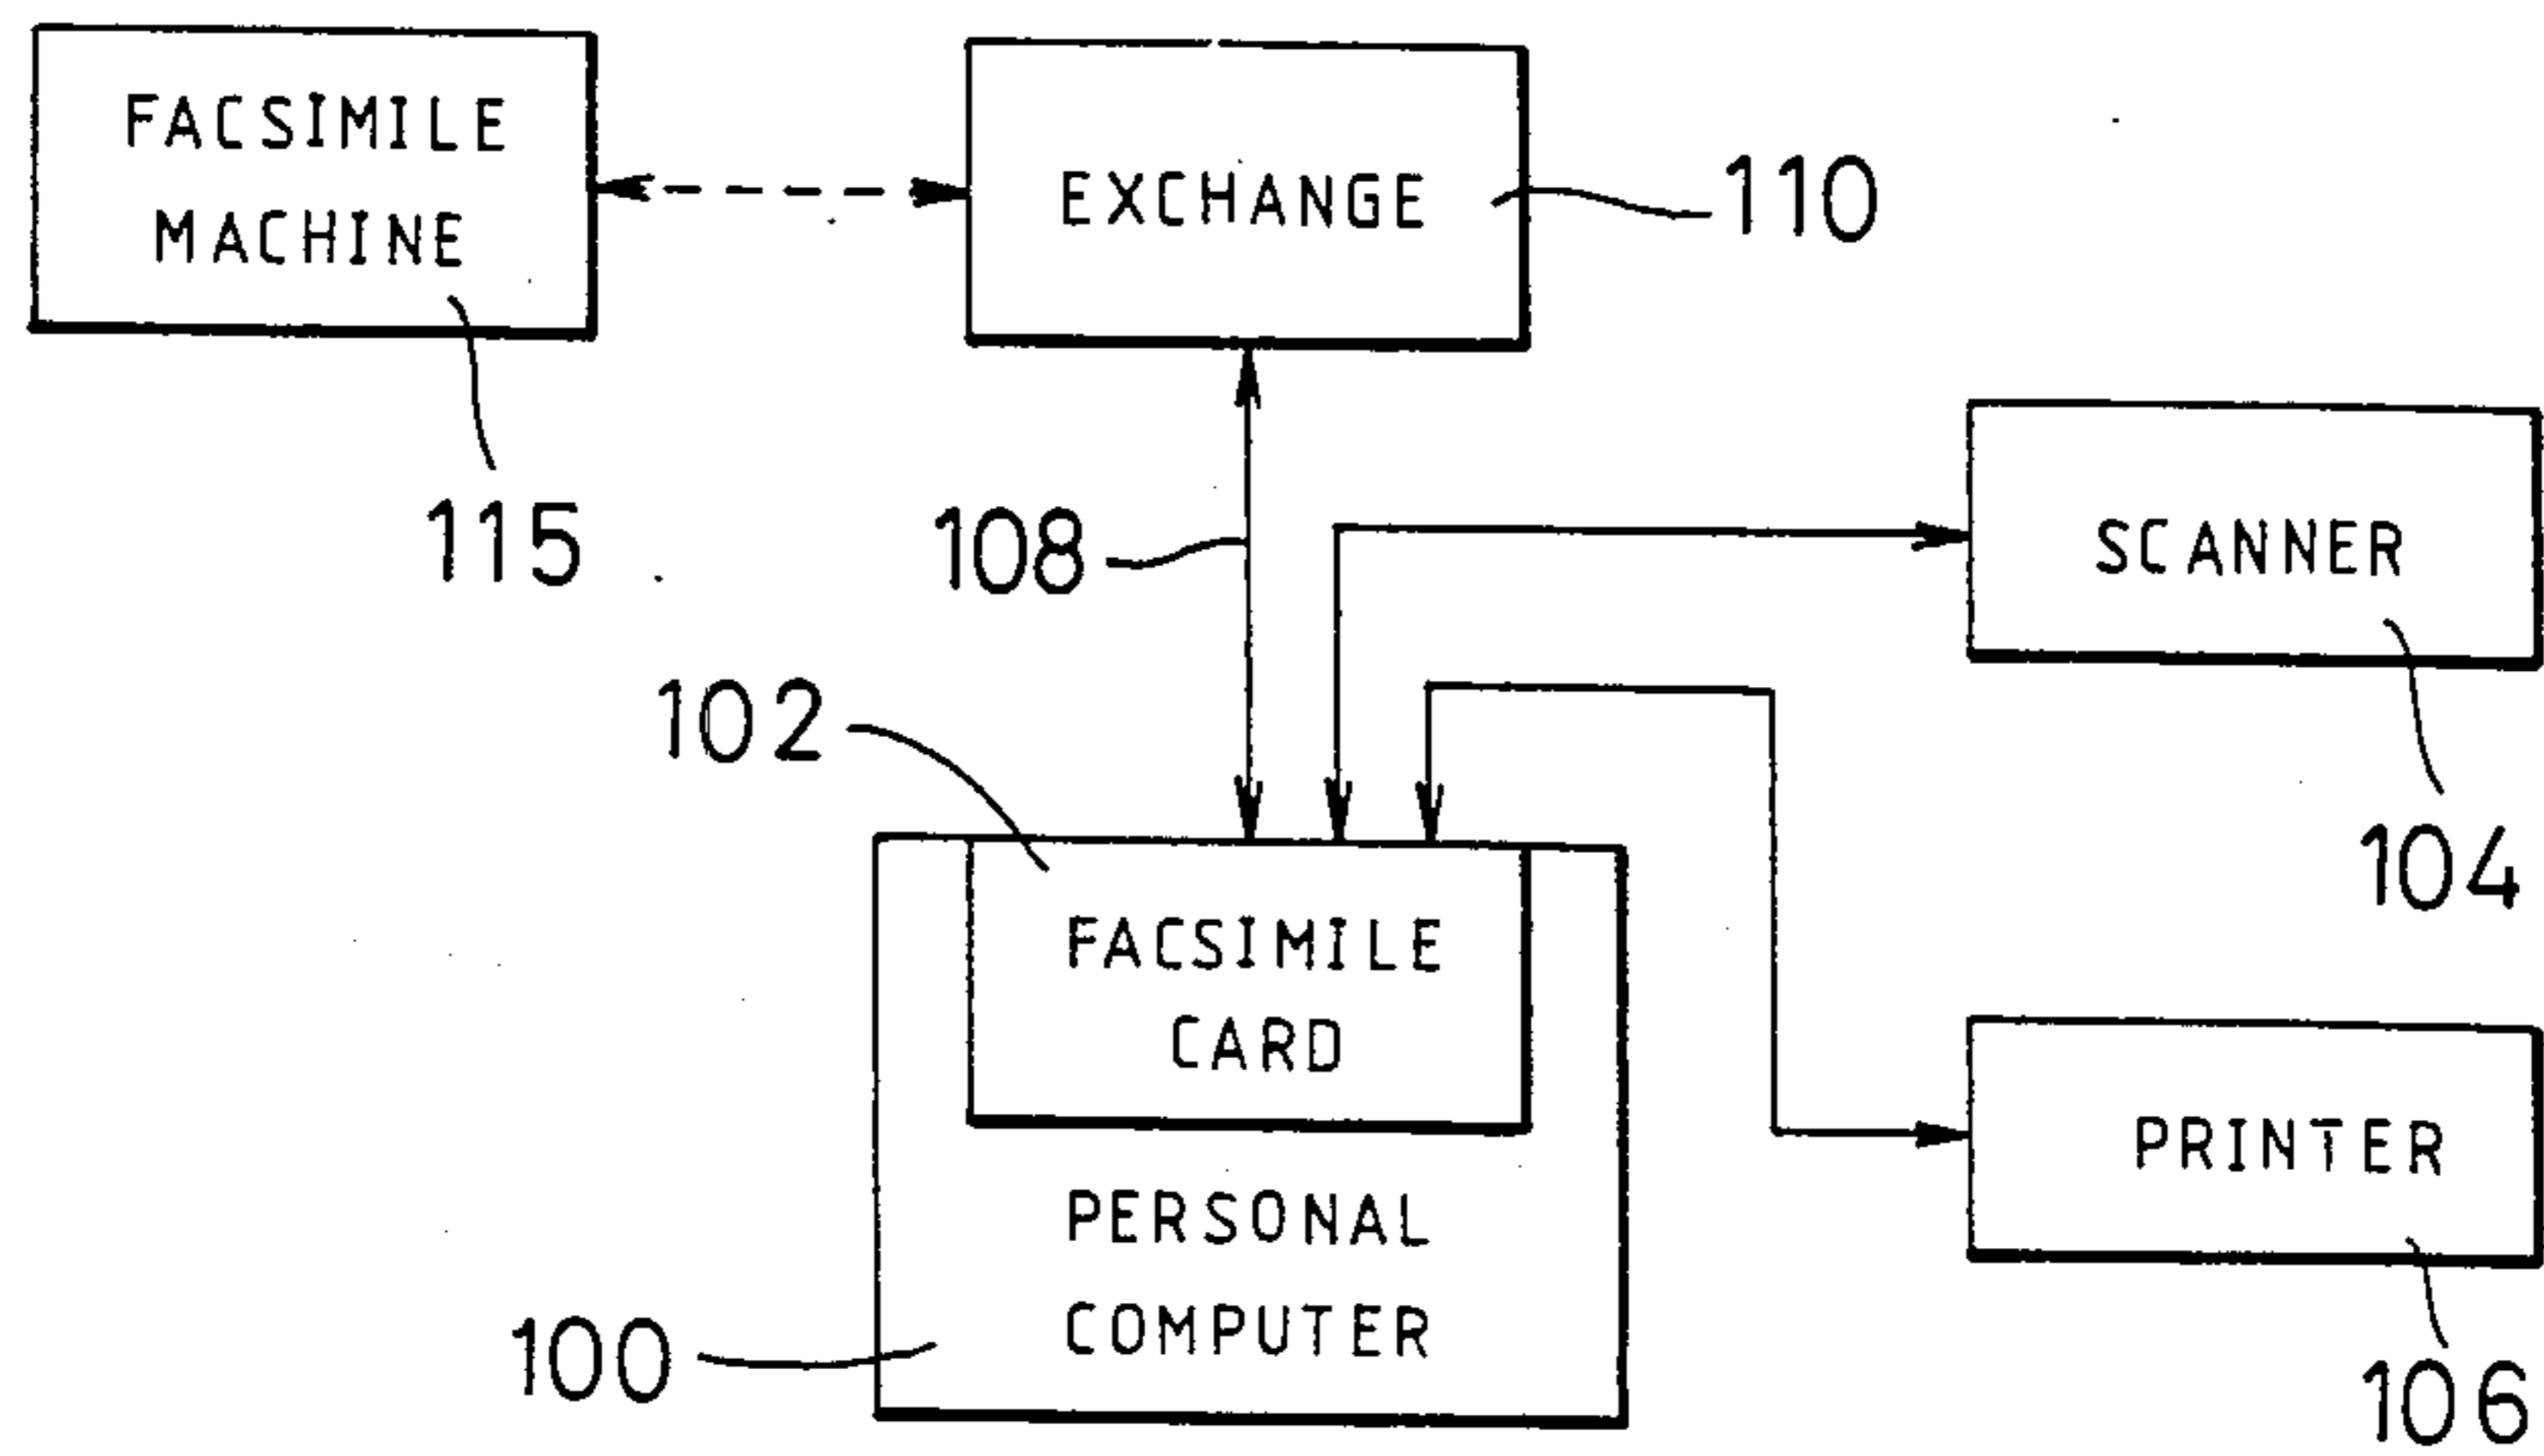 FACSIMILE
MACHINE
EXCHANGE
110
115
108
SCANNER
102
104
FACSIMILE
CARD
PRINTER
PERSONAL
COMPUTER
100
106